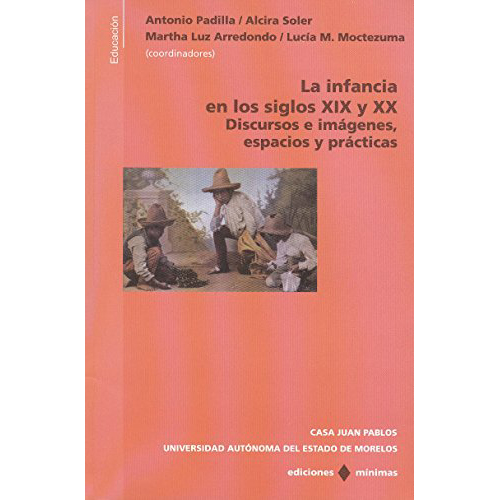 Educación
Antonio Padilla / Alcira Soler
Martha Luz Arredondo / Lucía M. Moctezuma
(coordinadores)
La infancia
en los siglos XIX y XX
Discursos e imágenes,
espacios y prácticas
CASA JUAN PABLOS
UNIVERSIDAD AUTÓNOMA DEL ESTADO DE MORELOS
ediciones mínimas